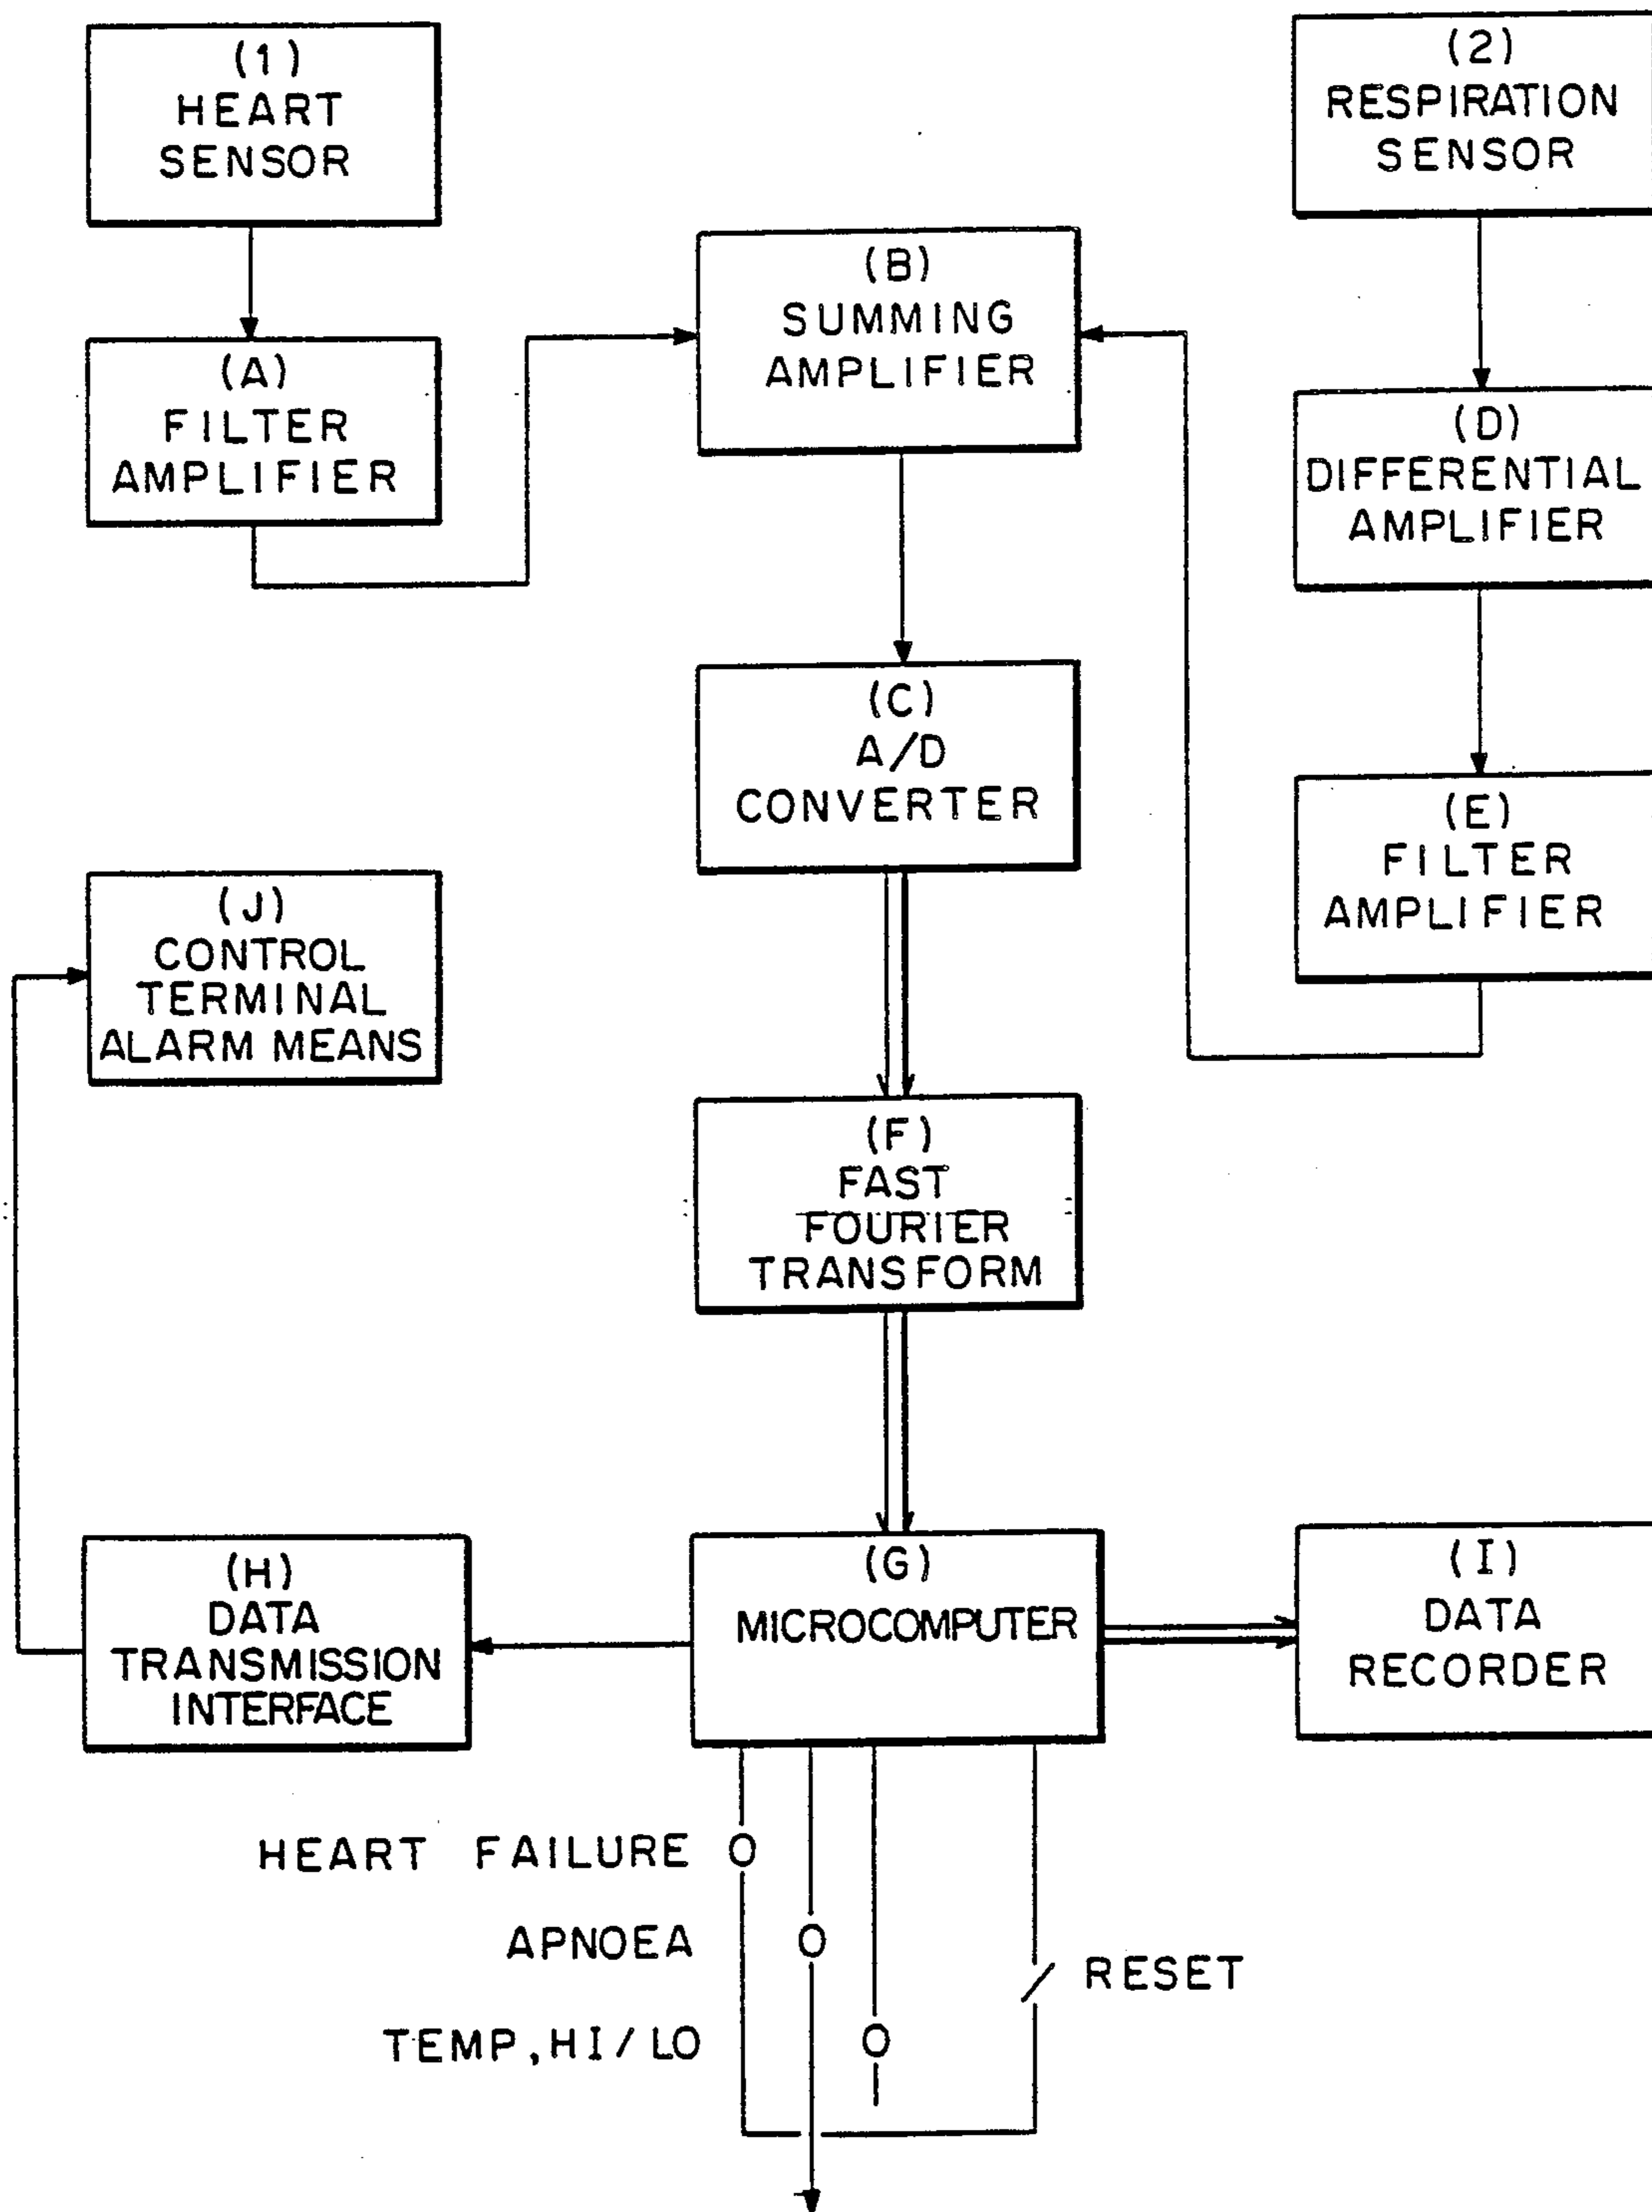 (1)
HEART
SENSOR
(2)
RESPIRATION
SENSOR
(A)
FILTER
AMPLIFIER
(B)
SUMMING
AMPLIFIER
(D)
DIFFERENTIAL
AMPLIFIER
(C)
A/D
CONVERTER
(E)
FILTER
AMPLIFIER
(J)
CONTROL
TERMINAL
ALARM MEANS
(F)
FAST
FOURIER
TRANSFORM
(H)
DATA
TRANSMISSION
INTERFACE
(G)
MICROCOMPUTER
(I)
DATA
RECORDER
HEART FAILURE
APNOEA
TEMP, HI/LO
RESET